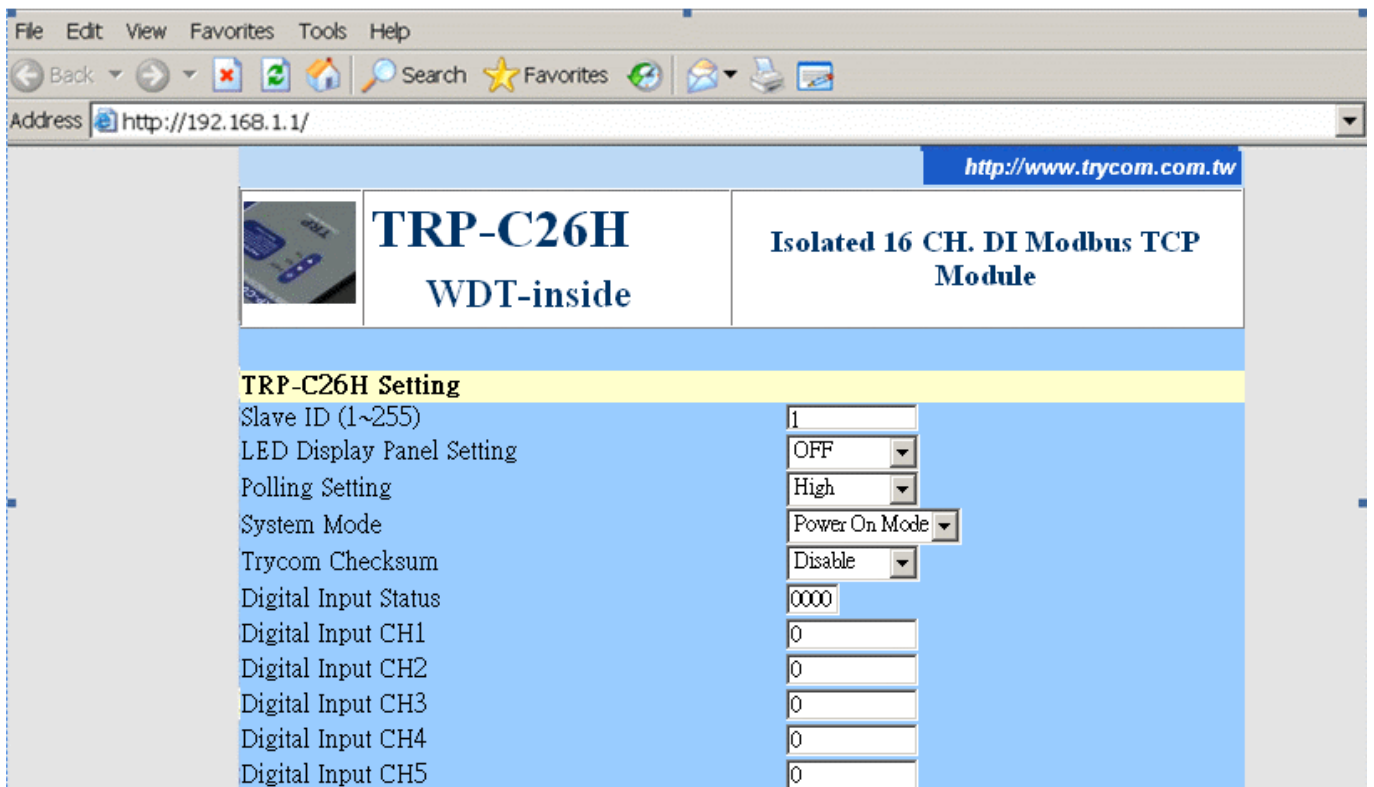 File Edit View Favorites Tools Help
Back Search Favorites
Address http://192.168.1.1/
http://www.trycom.com.tw
TRP-C26H
WDT-inside
Isolated 16 CH. DI Modbus TCP
Module
TRP-C26H Setting
Slave ID (1~255) 1
LED Display Panel Setting OFF
Polling Setting High
System Mode Power On Mode
Trycom Checksum Disable
Digital Input Status 0000
Digital Input CH1 0
Digital Input CH2 0
Digital Input CH3 0
Digital Input CH4 0
Digital Input CH5 0